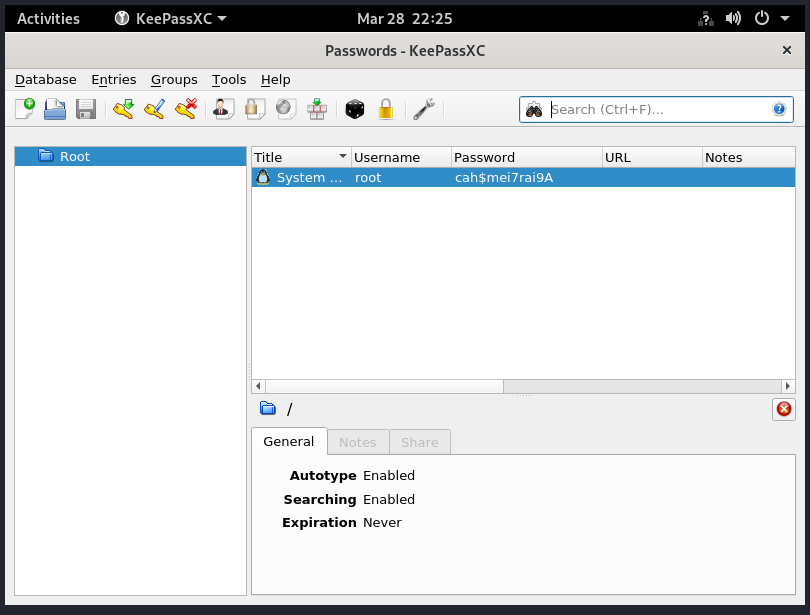 Activities KeePassXC Mar 28 22:25
Passwords - KeePassXC
Database Entries Groups Tools Help
Search (Ctrl+F)...
Root
Title Username Password URL Notes
System ... root cah$mei7rai9A
/
General Notes Share
Autotype Enabled
Searching Enabled
Expiration Never